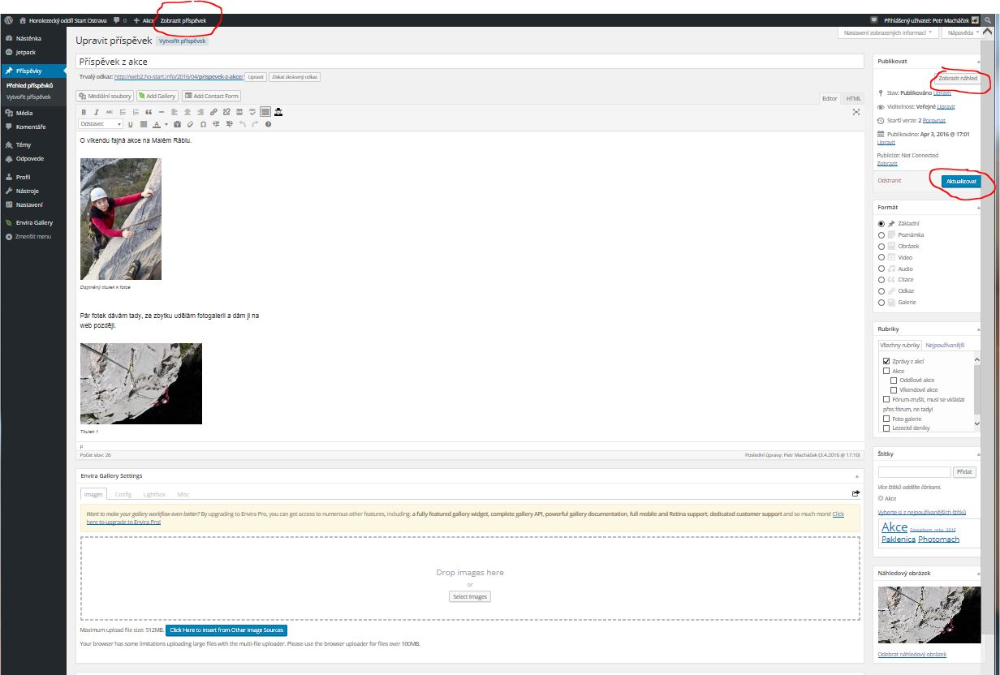 Horolezecký oddíl Start Ostrava 0 Akce Zobrazit příspěvek Přihlášený uživatel: Petr Macháček
Nástěnka
Jetpack
Příspěvky
Přehled příspěvků
Vytvořit příspěvek
Média
Komentáře
Témy
Odpovede
Profil
Nástroje
Nastavení
Envira Gallery
Zmenšit menu
Nastavení zobrazených informací Nápověda
Upravit příspěvek Vytvořit příspěvek
Příspěvek z akce
Trvalý odkaz: http://web2.ho-start.info/2016/04/prispevek-z-akce/ Upravit Získat zkrácený odkaz
Mediální soubory Add Gallery Add Contact Form
Editor HTML
B I ABC
Odstavec U A
O víkendu fajná akce na Malém Ráblu.
Doplněný titulek k fotce
Pár fotek dávám tady, ze zbytku udělám fotogalerii a dám ji na
web později.
Titulek 1
p
Počet slov: 26 Poslední úpravy: Petr Macháček (3.4.2016 @ 17:10)
Envira Gallery Settings
Images Config Lightbox Misc
Want to make your gallery workflow even better? By upgrading to Envira Pro, you can get access to numerous other features, including: a fully featured gallery widget, complete gallery API, powerful gallery documentation, full mobile and Retina support, dedicated customer support and so much more! Click
here to upgrade to Envira Pro!
Drop images here
or
Select Images
Maximum upload file size: 512MB. Click Here to Insert from Other Image Sources
Your browser has some limitations uploading large files with the multi-file uploader. Please use the browser uploader for files over 100MB.
Publikovat
Zobrazit náhled
Stav: Publikováno Upravit
Viditelnost: Veřejné Upravit
Starší verze: 2 Porovnat
Publikováno: Apr 3, 2016 @ 17:01
Upravit
Publicize: Not Connected
Zobrazit
Odstranit Aktualizovat
Formát
Základní
Poznámka
Obrázek
Video
Audio
Citace
Odkaz
Galerie
Rubriky
Všechny rubriky Nejpoužívanější
Zprávy z akcí
Akce
Oddílové akce
Víkendové akce
Fórum-zrušit, musí se vkládat
přes fórum, ne tady!
Foto galerie
Lezecké deníky
Štítky
Přidat
Více štítků oddělte čárkami.
Akce
Vyberte si z nejpoužívanějších štítků
Akce Fotoalbum roku 2016
Paklenica Photomach
Náhledový obrázek
Odebrat náhledový obrázek